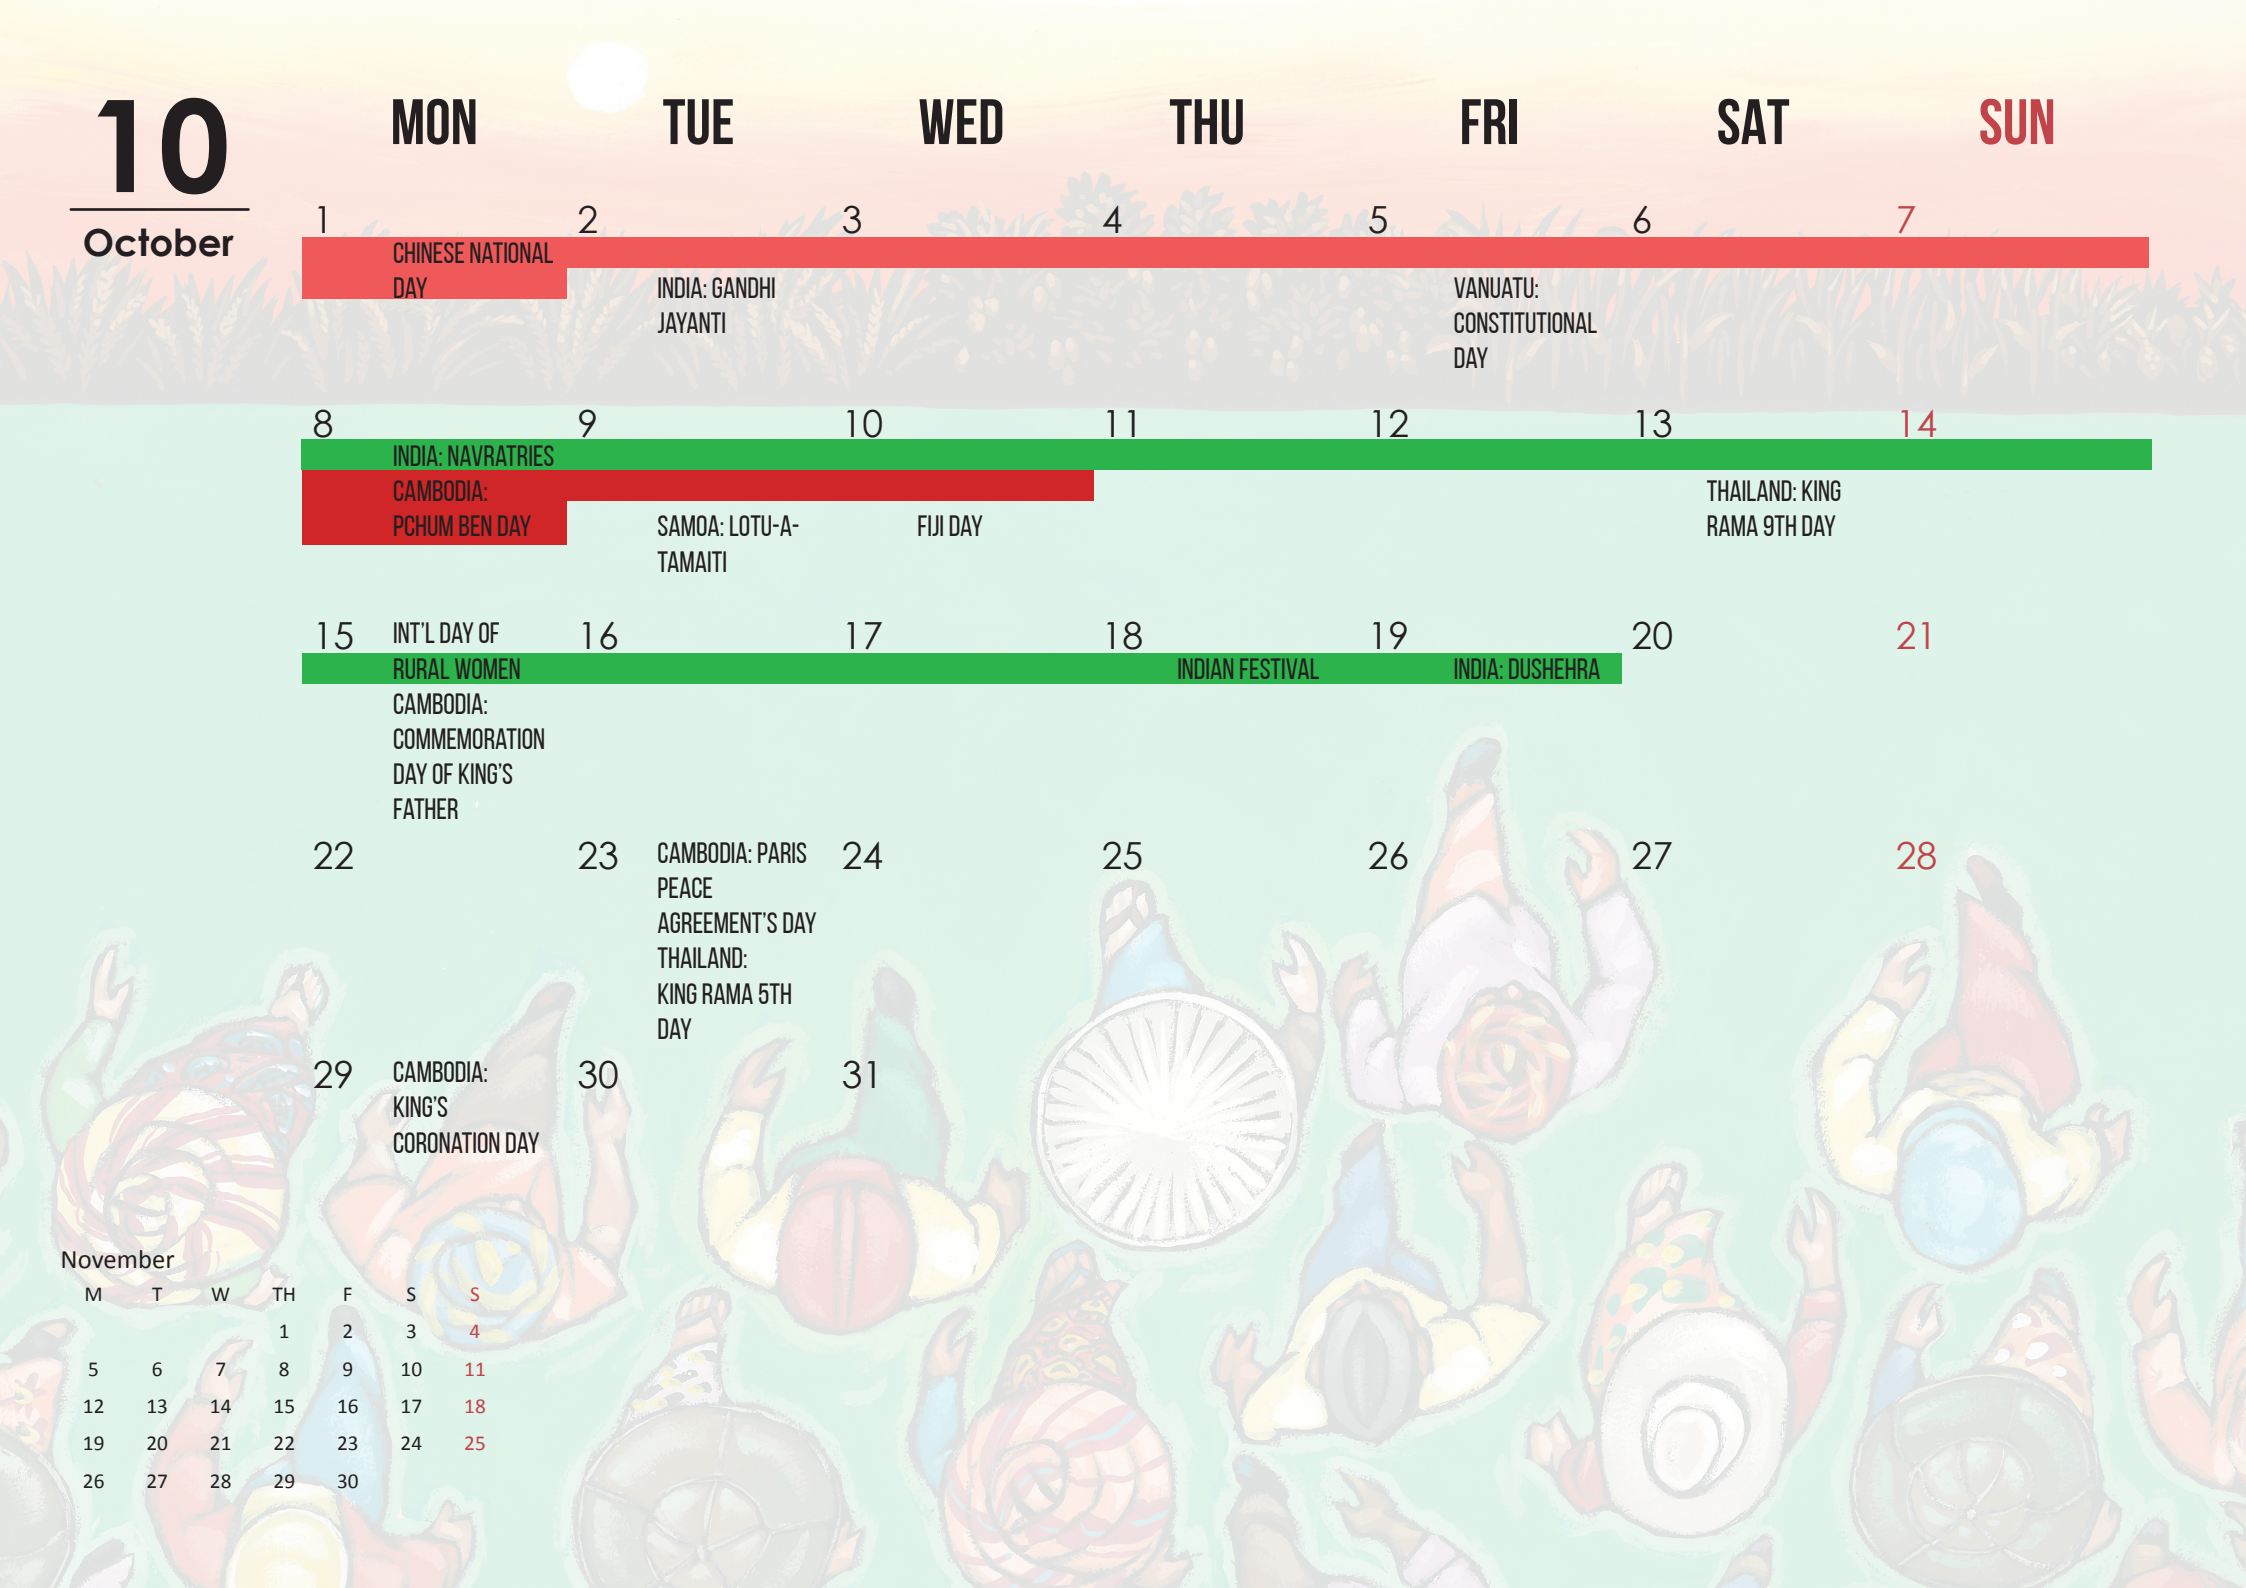 10
October
MON TUE WED THU FRI SAT SUN
1 2 3 4 5 6 7
CHINESE NATIONAL
DAY
INDIA: GANDHI
JAYANTI
VANUATU:
CONSTITUTIONAL
DAY
8 9 10 11 12 13 14
INDIA: NAVRATRIES
CAMBODIA:
PCHUM BEN DAY
SAMOA: LOTU-A-
TAMAITI
FIJI DAY
THAILAND: KING
RAMA 9TH DAY
15 16 17 18 19 20 21
INT'L DAY OF
RURAL WOMEN
CAMBODIA:
COMMEMORATION
DAY OF KING'S
FATHER
INDIAN FESTIVAL
INDIA: DUSHEHRA
22 23 24 25 26 27 28
CAMBODIA: PARIS
PEACE
AGREEMENT'S DAY
THAILAND:
KING RAMA 5TH
DAY
29 30 31
CAMBODIA:
KING'S
CORONATION DAY
November
M T W TH F S S
1 2 3 4
5 6 7 8 9 10 11
12 13 14 15 16 17 18
19 20 21 22 23 24 25
26 27 28 29 30